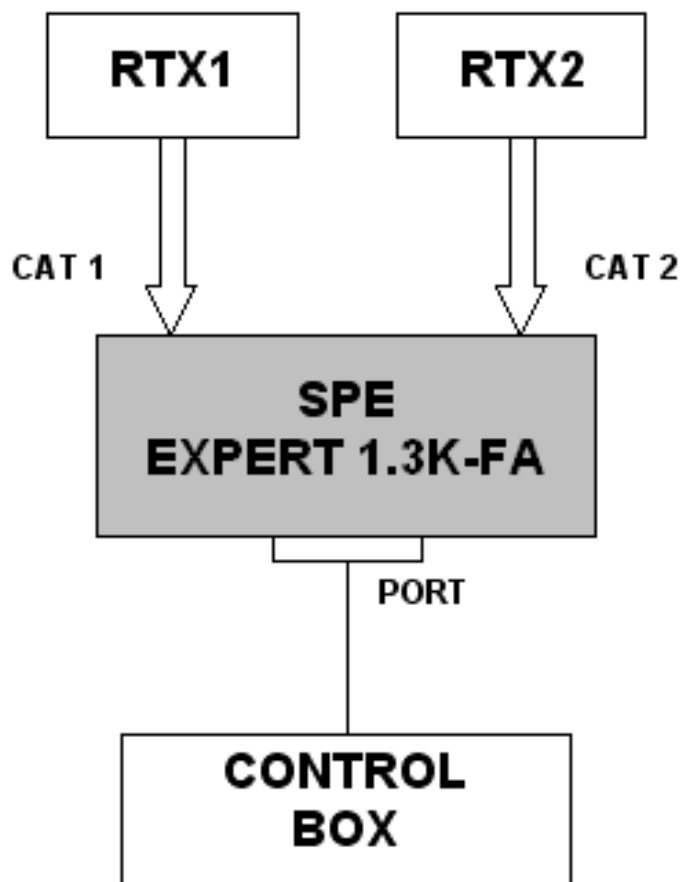 RTX1 RTX2
CAT 1 CAT 2
SPE
EXPERT 1.3K-FA
PORT
CONTROL
BOX